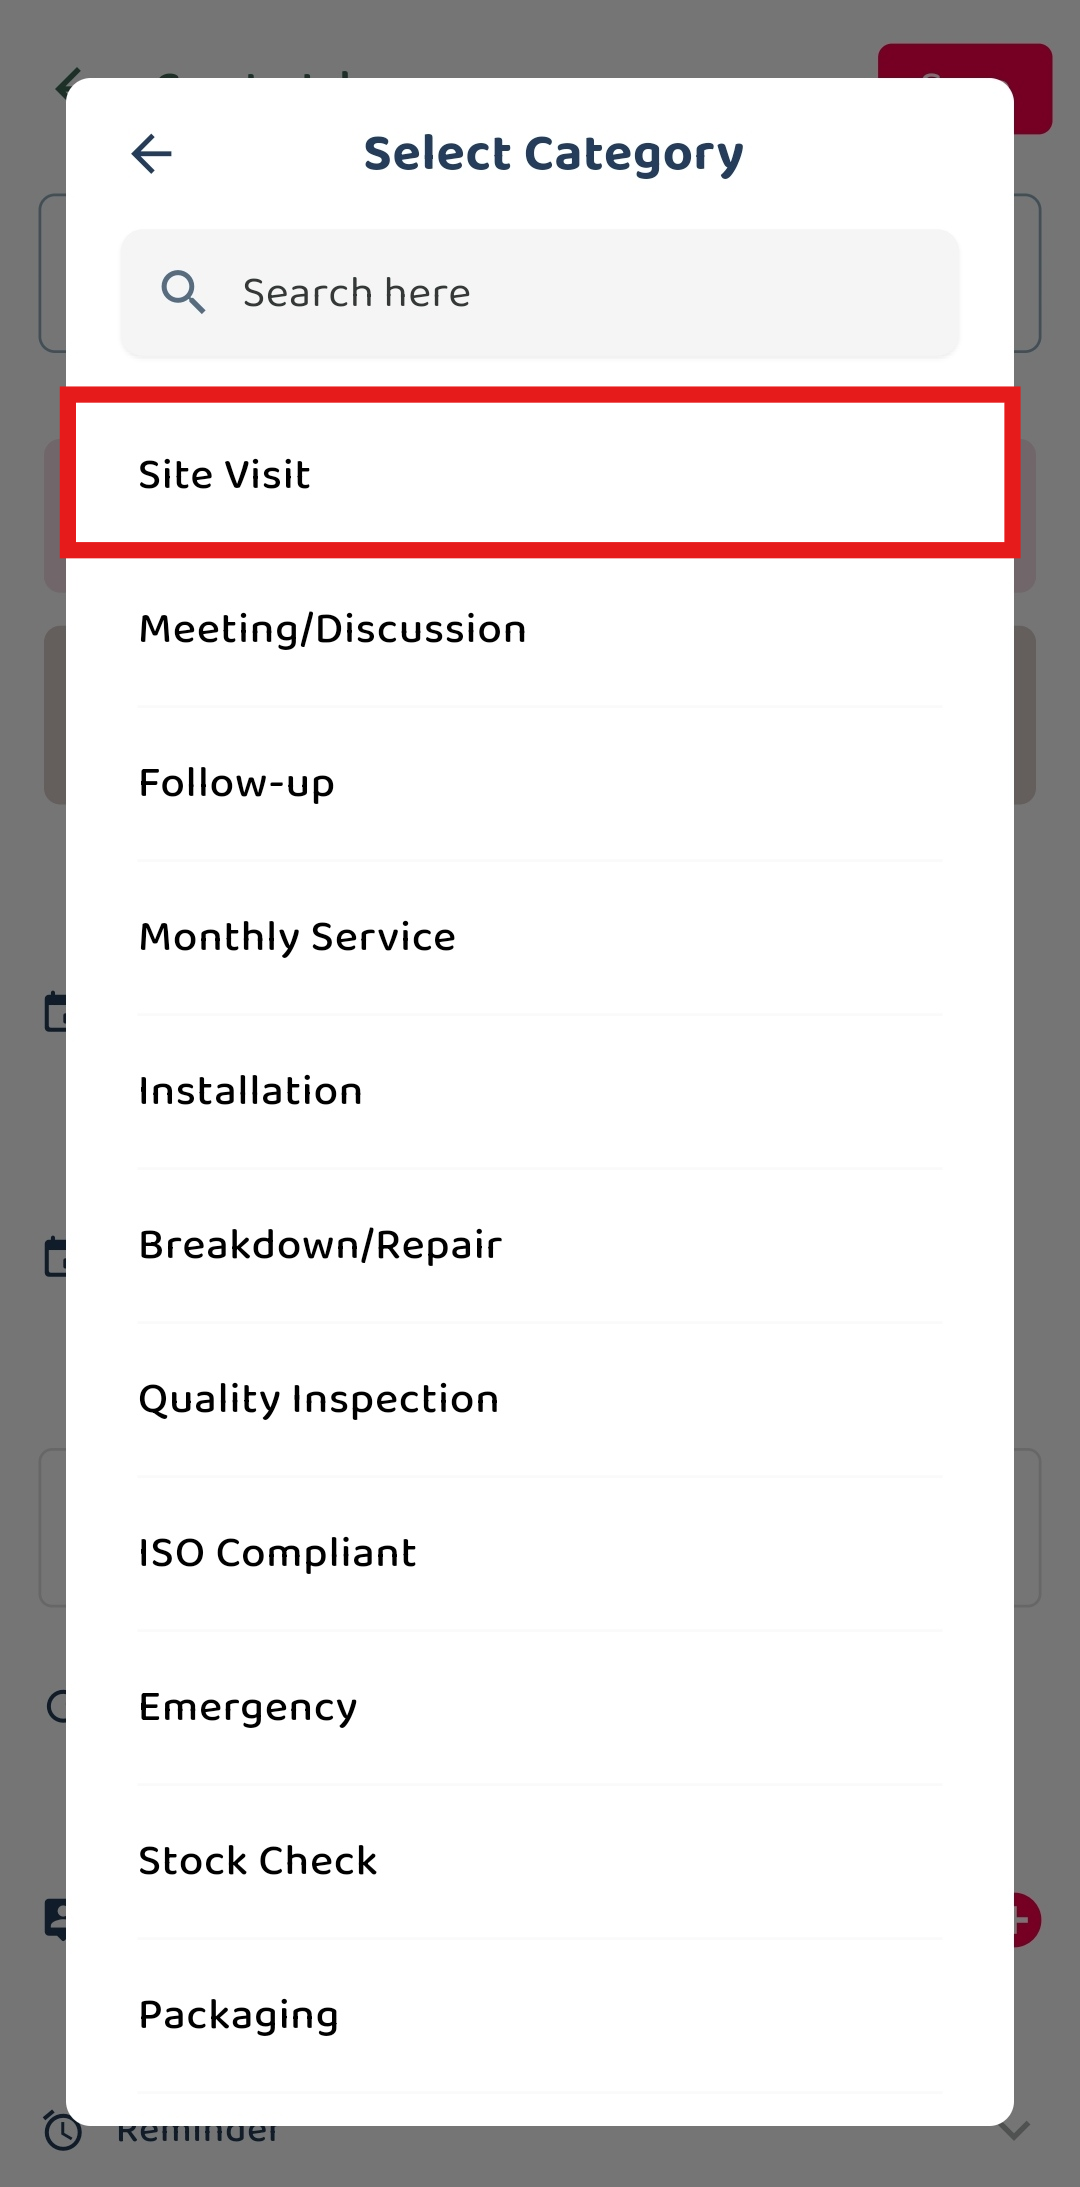 Select Category
Search here
Site Visit
Meeting/Discussion
Follow-up
Monthly Service
Installation
Breakdown/Repair
Quality Inspection
ISO Compliant
Emergency
Stock Check
Packaging
Reminder